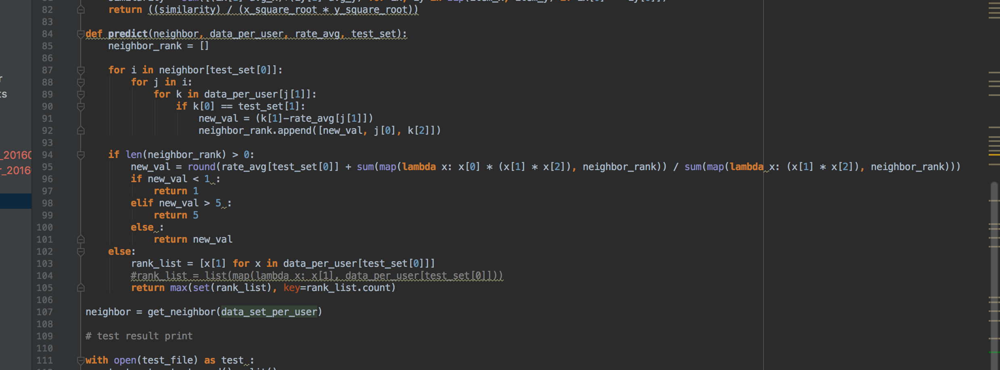 82 return ((similarity) / (x_square_root * y_square_root))
83
84 def predict(neighbor, data_per_user, rate_avg, test_set):
85 neighbor_rank = []
86
87 for i in neighbor[test_set[0]]:
88 for j in i:
89 for k in data_per_user[j[1]]:
90 if k[0] == test_set[1]:
91 new_val = (k[1]-rate_avg[j[1]])
92 neighbor_rank.append([new_val, j[0], k[2]])
93
94 if len(neighbor_rank) > 0:
95 new_val = round(rate_avg[test_set[0]] + sum(map(lambda x: x[0] * (x[1] * x[2]), neighbor_rank)) / sum(map(lambda x: (x[1] * x[2]), neighbor_rank)))
96 if new_val < 1 :
97 return 1
98 elif new_val > 5 :
99 return 5
100 else :
101 return new_val
102 else:
103 rank_list = [x[1] for x in data_per_user[test_set[0]]]
104 #rank_list = list(map(lambda x: x[1], data_per_user[test_set[0]]))
105 return max(set(rank_list), key=rank_list.count)
106
107 neighbor = get_neighbor(data_set_per_user)
108
109 # test result print
110
111 with open(test_file) as test :
r
ts
_20160
r_2016